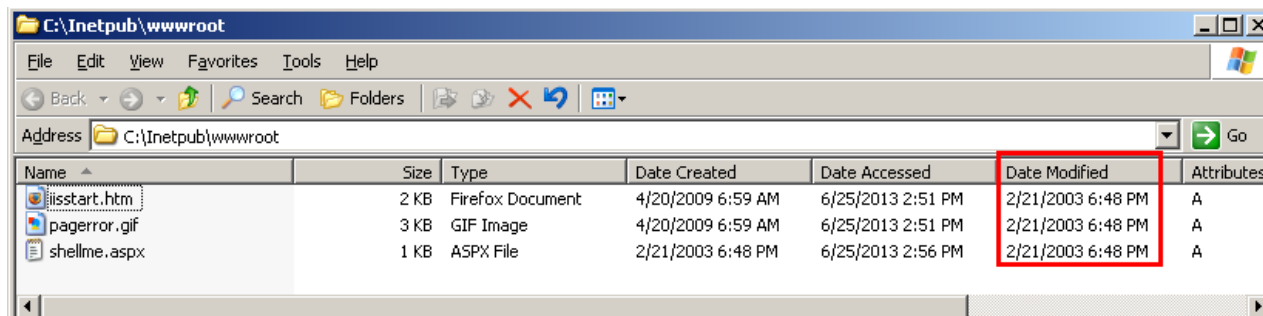 C:\Inetpub\wwwroot
File Edit View Favorites Tools Help
Back Search Folders
Address C:\Inetpub\wwwroot Go
Name Size Type Date Created Date Accessed Date Modified Attributes
iisstart.htm 2 KB Firefox Document 4/20/2009 6:59 AM 6/25/2013 2:51 PM 2/21/2003 6:48 PM A
pagerror.gif 3 KB GIF Image 4/20/2009 6:59 AM 6/25/2013 2:51 PM 2/21/2003 6:48 PM A
shellme.aspx 1 KB ASPX File 2/21/2003 6:48 PM 6/25/2013 2:56 PM 2/21/2003 6:48 PM A